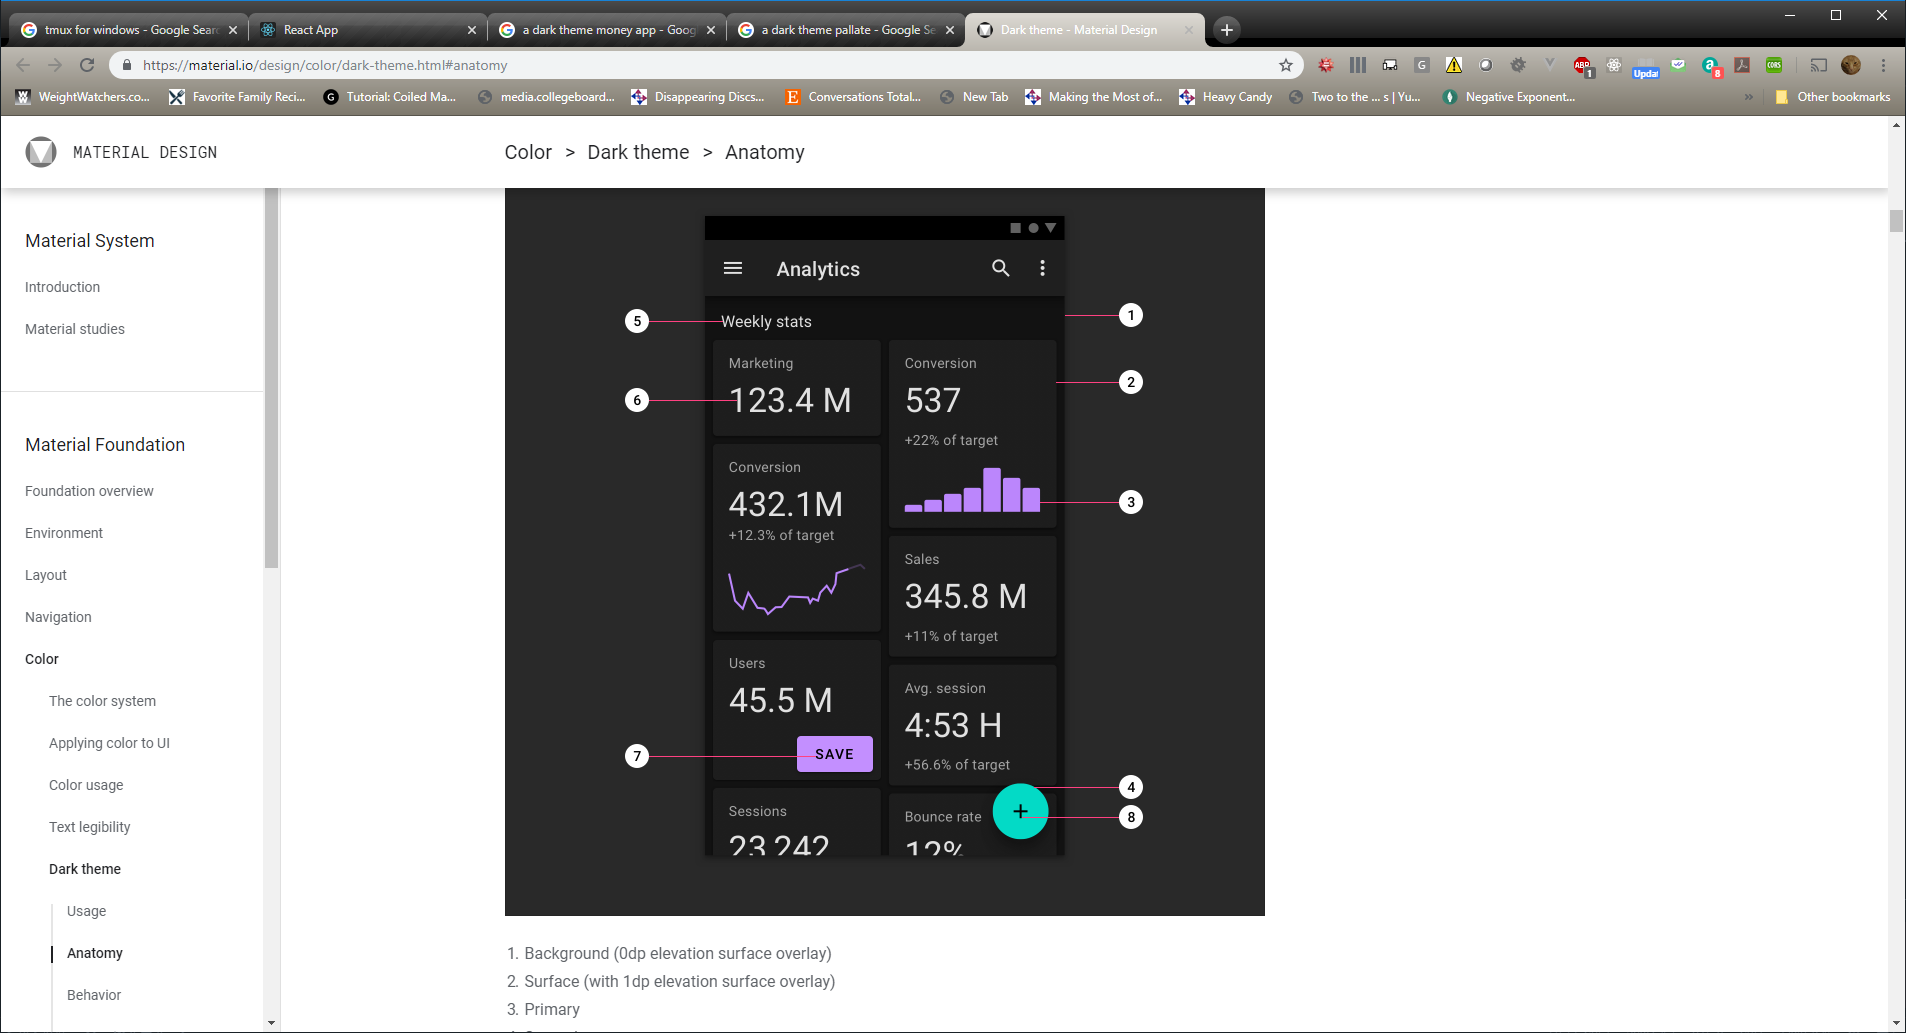 tmux for windows - Google Sear
React App
a dark theme money app - Goog
a dark theme pallate - Google Se
Dark theme - Material Design
https://material.io/design/color/dark-theme.html#anatomy
G
ABP
1
Updat
a
8
CORS
WeightWatchers.co...
Favorite Family Reci...
Tutorial: Coiled Ma...
media.collegeboard...
Disappearing Discs...
Conversations Total...
New Tab
Making the Most of...
Heavy Candy
Two to the ... s | Yu...
Negative Exponent...
»
Other bookmarks
MATERIAL DESIGN
Color > Dark theme > Anatomy
Material System
Introduction
Material studies
Material Foundation
Foundation overview
Environment
Layout
Navigation
Color
The color system
Applying color to UI
Color usage
Text legibility
Dark theme
Usage
Anatomy
Behavior
Analytics
5
Weekly stats
1
Marketing
123.4 M
6
Conversion
537
+22% of target
2
3
Conversion
432.1M
+12.3% of target
Sales
345.8 M
+11% of target
Users
45.5 M
7
SAVE
Avg. session
4:53 H
+56.6% of target
4
8
Sessions
23,242
Bounce rate
12%
+
1. Background (0dp elevation surface overlay)
2. Surface (with 1dp elevation surface overlay)
3. Primary